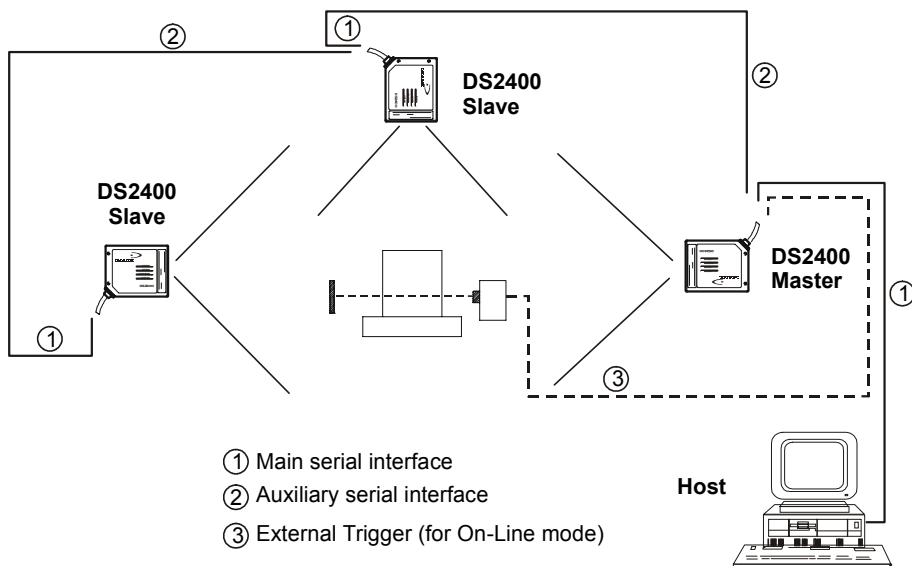 ①
②
DS2400
Slave
②
DS2400
Slave
DS2400
Master
①
①
③
① Main serial interface
② Auxiliary serial interface
③ External Trigger (for On-Line mode)
Host